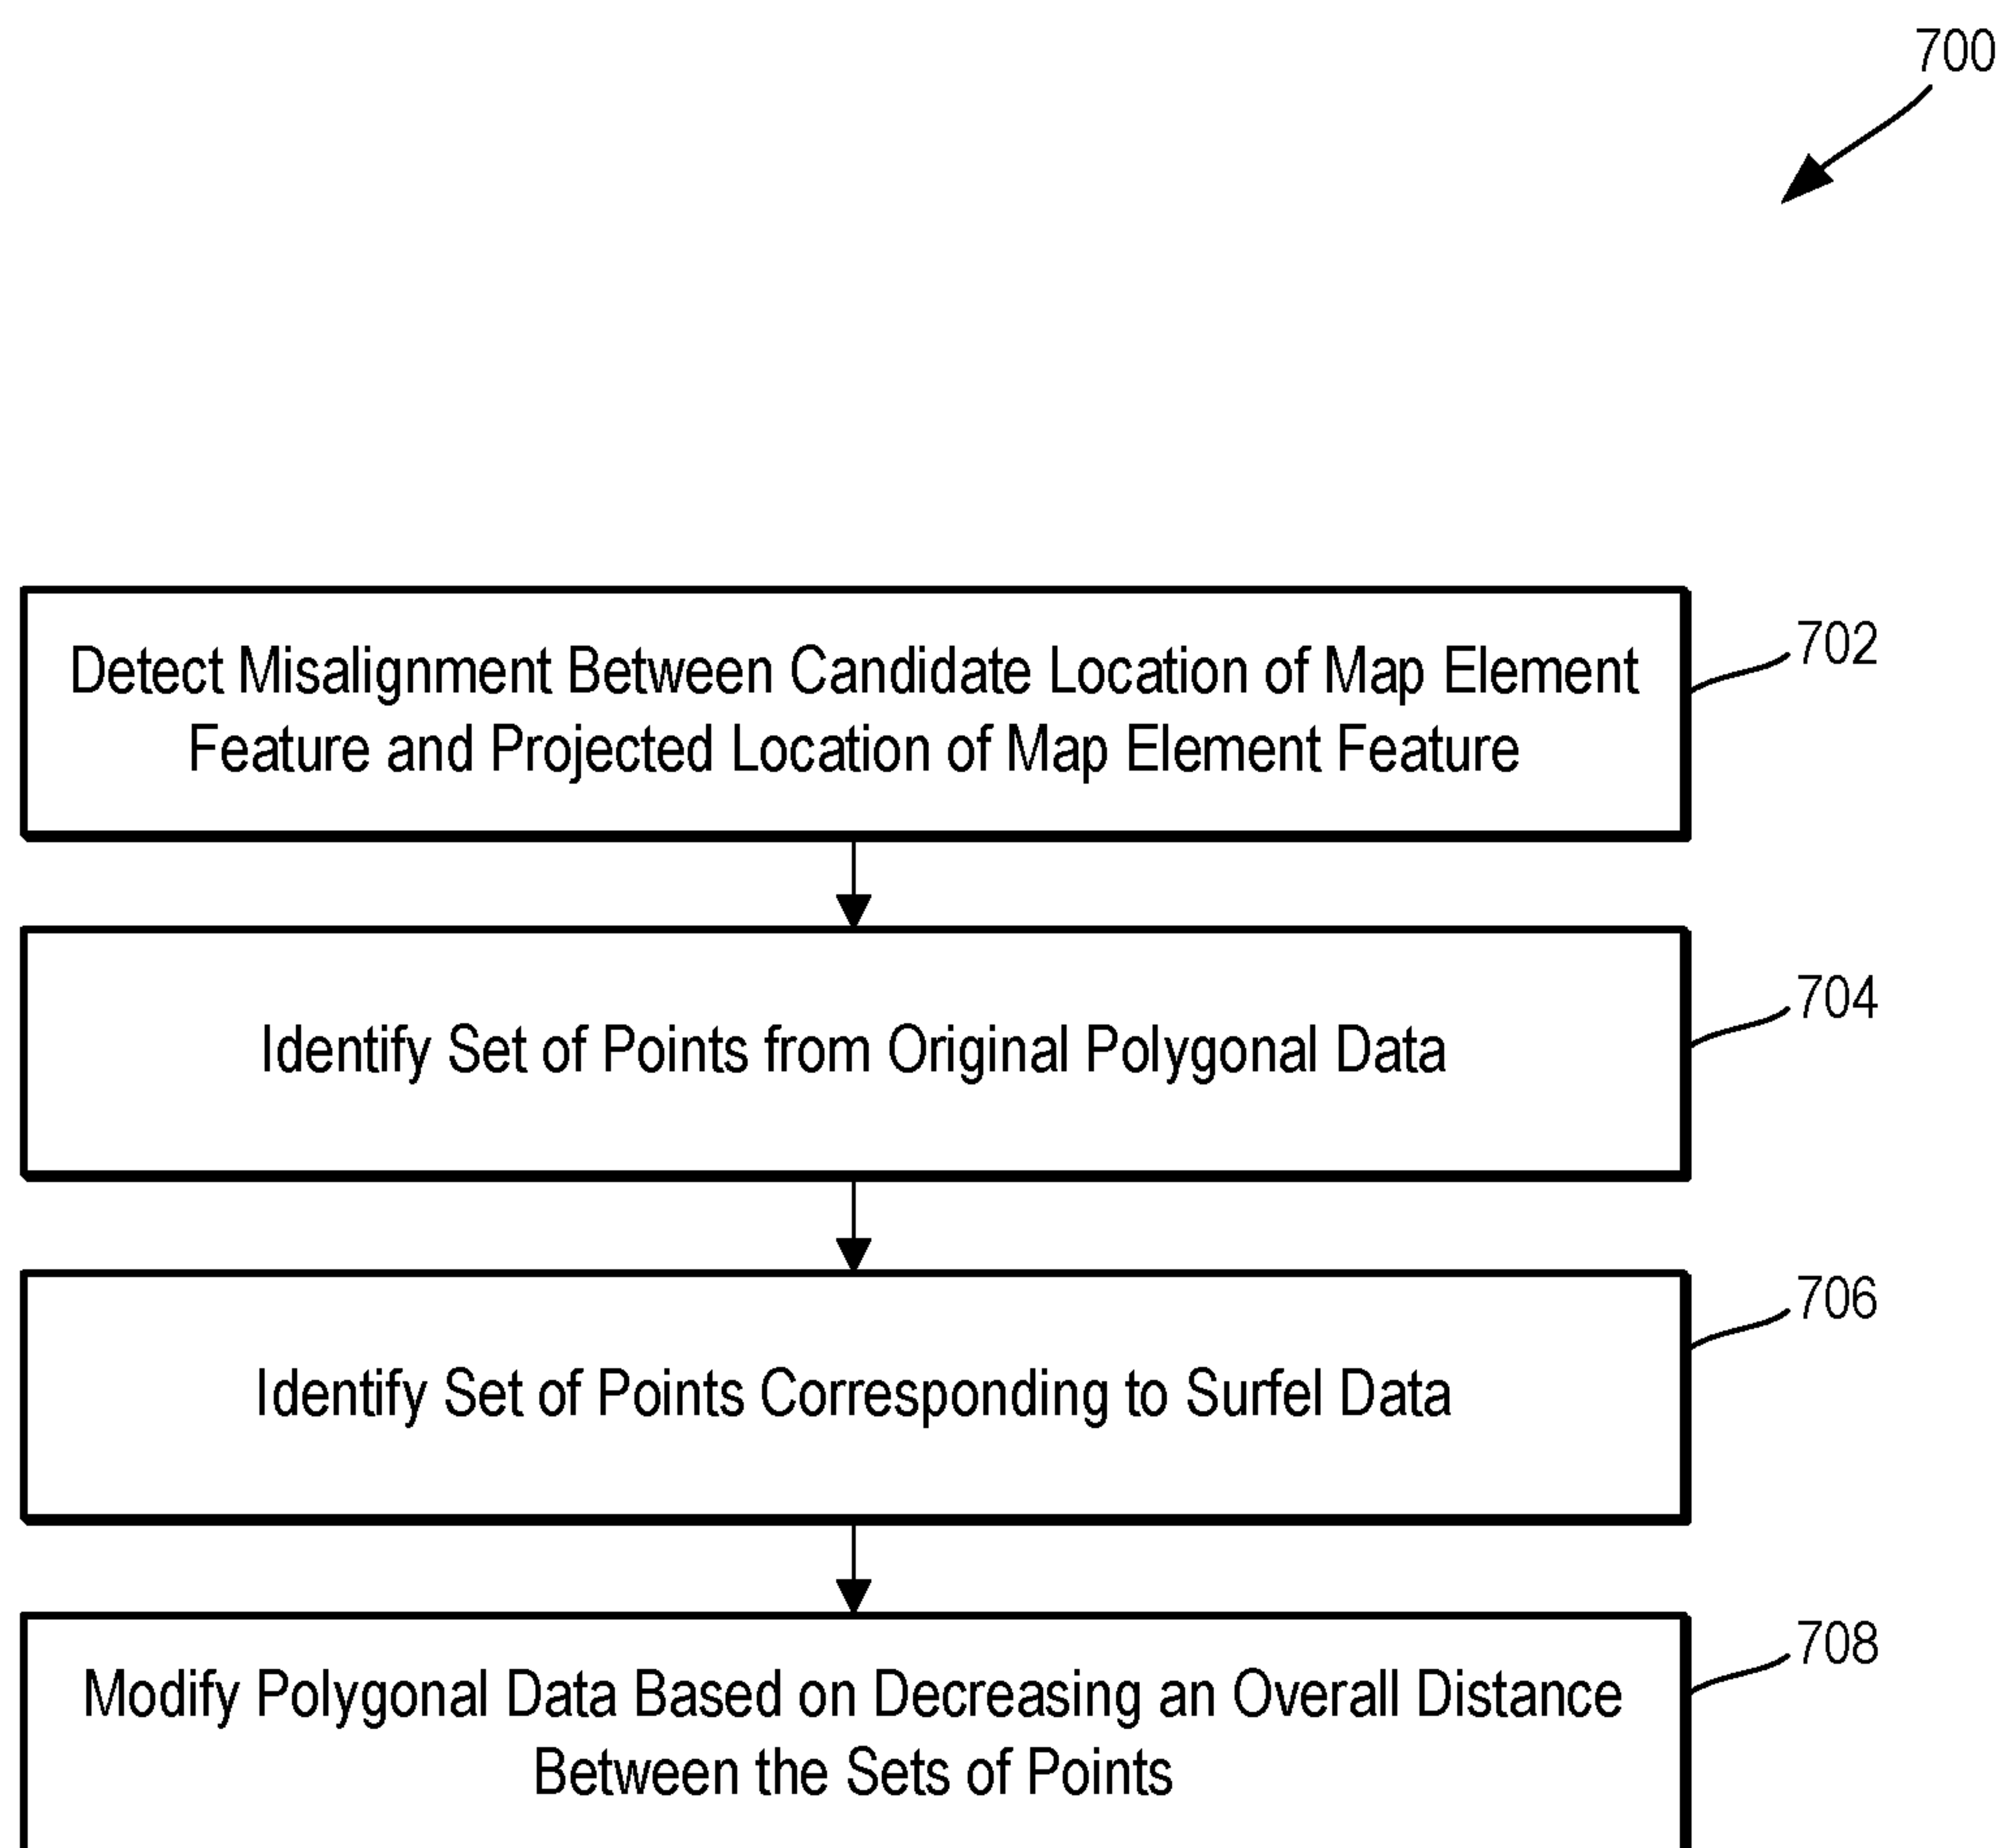 700
Detect Misalignment Between Candidate Location of Map Element
Feature and Projected Location of Map Element Feature
702
Identify Set of Points from Original Polygonal Data
704
Identify Set of Points Corresponding to Surfel Data
706
Modify Polygonal Data Based on Decreasing an Overall Distance
Between the Sets of Points
708